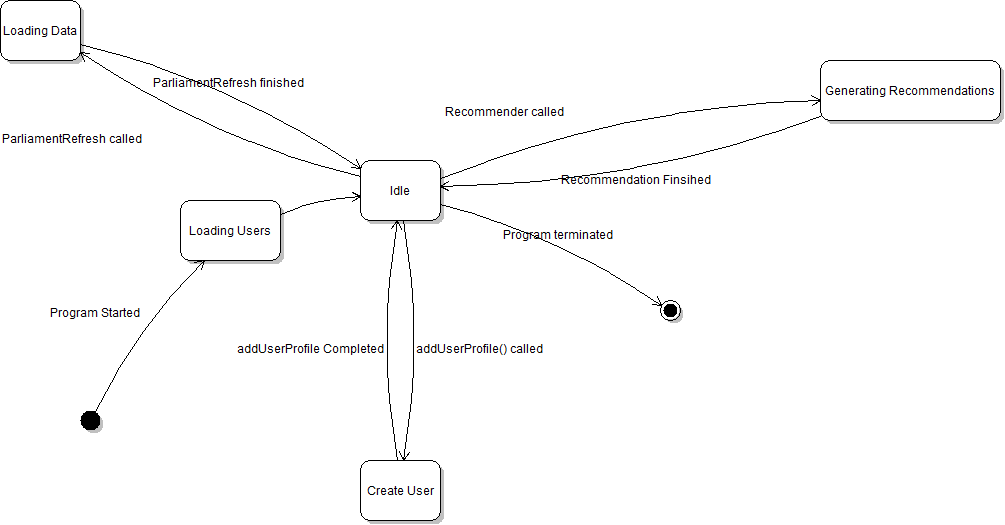 Loading Data
ParliamentRefresh finished
Generating Recommendations
Recommender called
ParliamentRefresh called
Recommendation Finsihed
Idle
Loading Users
Program terminated
Program Started
addUserProfile Completed
addUserProfile() called
Create User